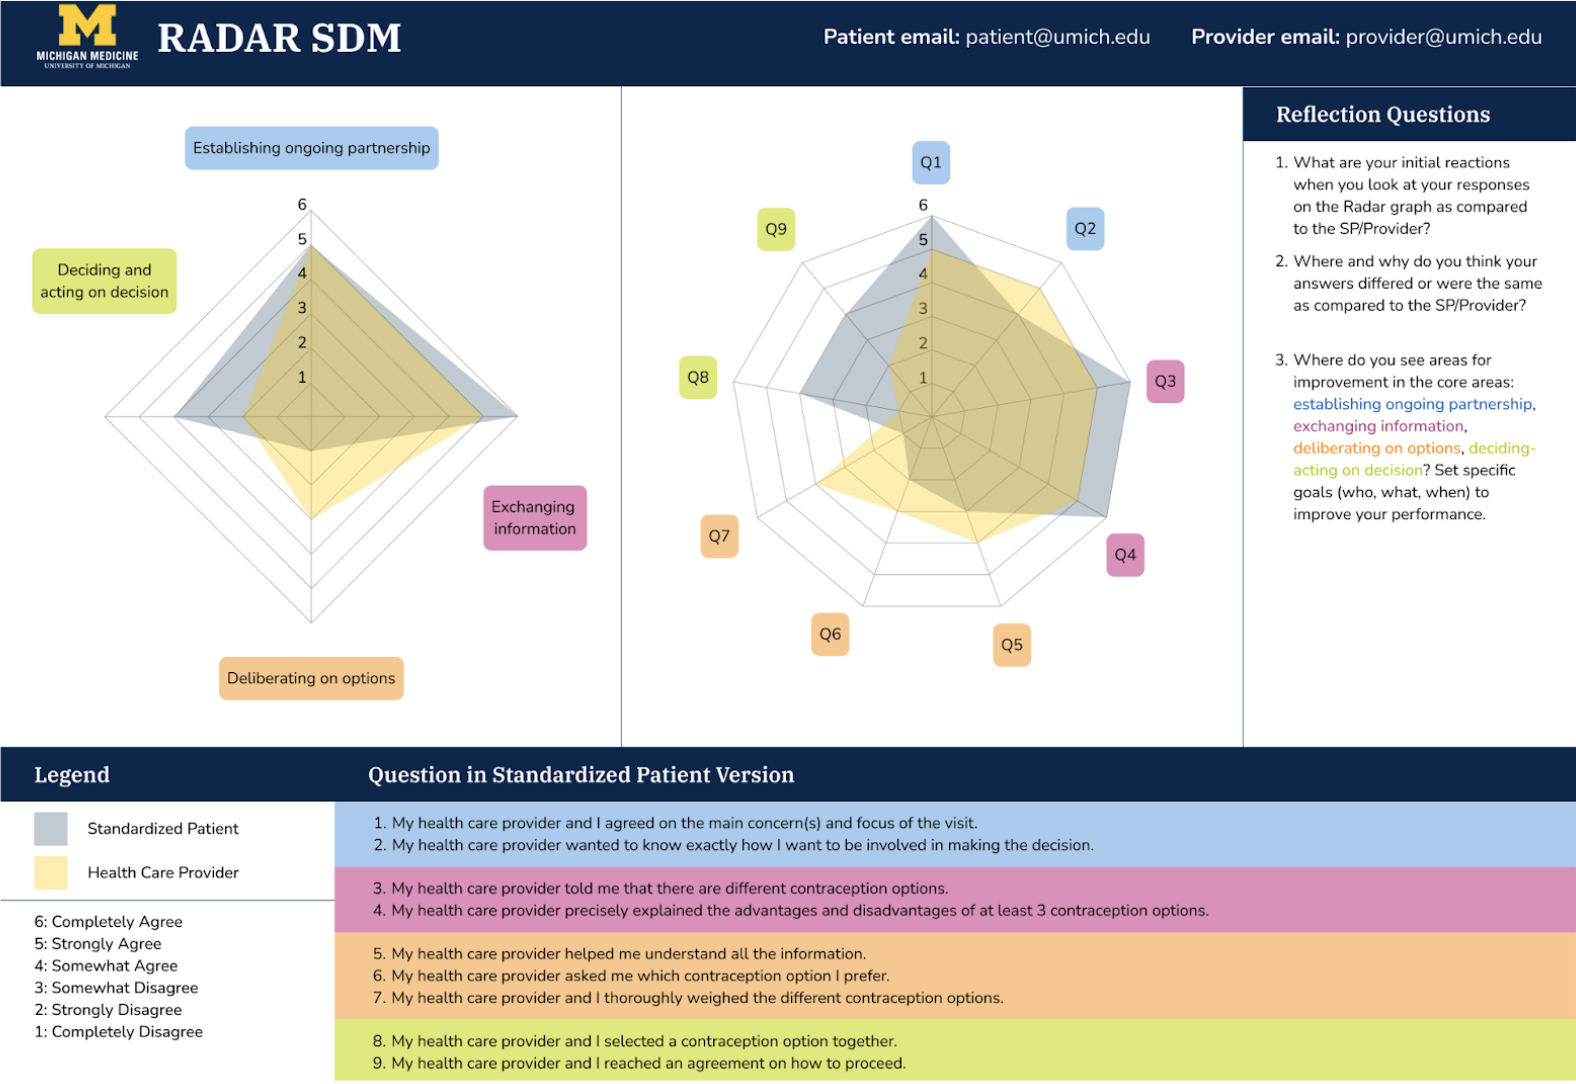 MICHIGAN MEDICINE
UNIVERSITY OF MICHIGAN
RADAR SDM
Patient email: patient@umich.edu
Provider email: provider@umich.edu
Establishing ongoing partnership
Deciding and
acting on decision
6
5
4
3
2
1
Exchanging
information
Deliberating on options
Q1
Q2
Q3
Q4
Q5
Q6
Q7
Q8
Q9
6
5
4
3
2
1
Reflection Questions
1. What are your initial reactions
when you look at your responses
on the Radar graph as compared
to the SP/Provider?
2. Where and why do you think your
answers differed or were the same
as compared to the SP/Provider?
3. Where do you see areas for
improvement in the core areas:
establishing ongoing partnership,
exchanging information,
deliberating on options, deciding-
acting on decision? Set specific
goals (who, what, when) to
improve your performance.
Legend
Standardized Patient
Health Care Provider
6: Completely Agree
5: Strongly Agree
4: Somewhat Agree
3: Somewhat Disagree
2: Strongly Disagree
1: Completely Disagree
Question in Standardized Patient Version
1. My health care provider and I agreed on the main concern(s) and focus of the visit.
2. My health care provider wanted to know exactly how I want to be involved in making the decision.
3. My health care provider told me that there are different contraception options.
4. My health care provider precisely explained the advantages and disadvantages of at least 3 contraception options.
5. My health care provider helped me understand all the information.
6. My health care provider asked me which contraception option I prefer.
7. My health care provider and I thoroughly weighed the different contraception options.
8. My health care provider and I selected a contraception option together.
9. My health care provider and I reached an agreement on how to proceed.